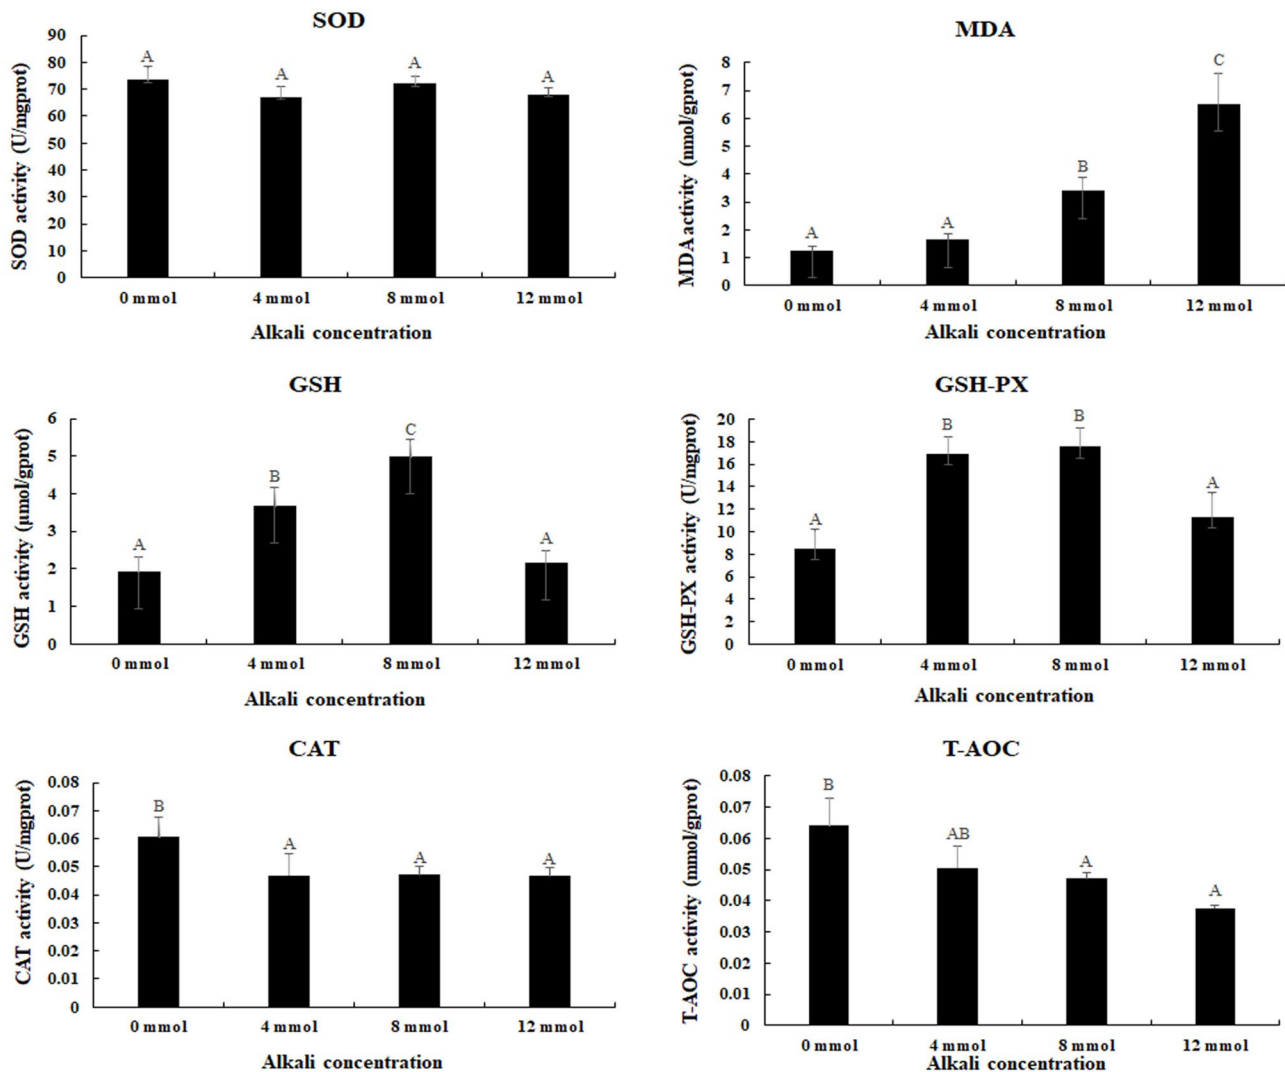 SOD
SOD activity (U/mgprot)
90
80
70
60
50
40
30
20
10
0
A
A
A
A
0 mmol 4 mmol 8 mmol 12 mmol
Alkali concentration
MDA
MDA activity (nmol/gprot)
8
7
6
5
4
3
2
1
0
A
A
B
C
0 mmol 4 mmol 8 mmol 12 mmol
Alkali concentration
GSH
GSH activity (μmol/gprot)
6
5
4
3
2
1
0
A
B
C
A
0 mmol 4 mmol 8 mmol 12 mmol
Alkali concentration
GSH-PX
GSH-PX activity (U/mgprot)
20
18
16
14
12
10
8
6
4
2
0
A
B
B
A
0 mmol 4 mmol 8 mmol 12 mmol
Alkali concentration
CAT
CAT activity (U/mgprot)
0.08
0.07
0.06
0.05
0.04
0.03
0.02
0.01
0
B
A
A
A
0 mmol 4 mmol 8 mmol 12 mmol
Alkali concentration
T-AOC
T-AOC activity (mmol/gprot)
0.08
0.07
0.06
0.05
0.04
0.03
0.02
0.01
0
B
AB
A
A
0 mmol 4 mmol 8 mmol 12 mmol
Alkali concentration